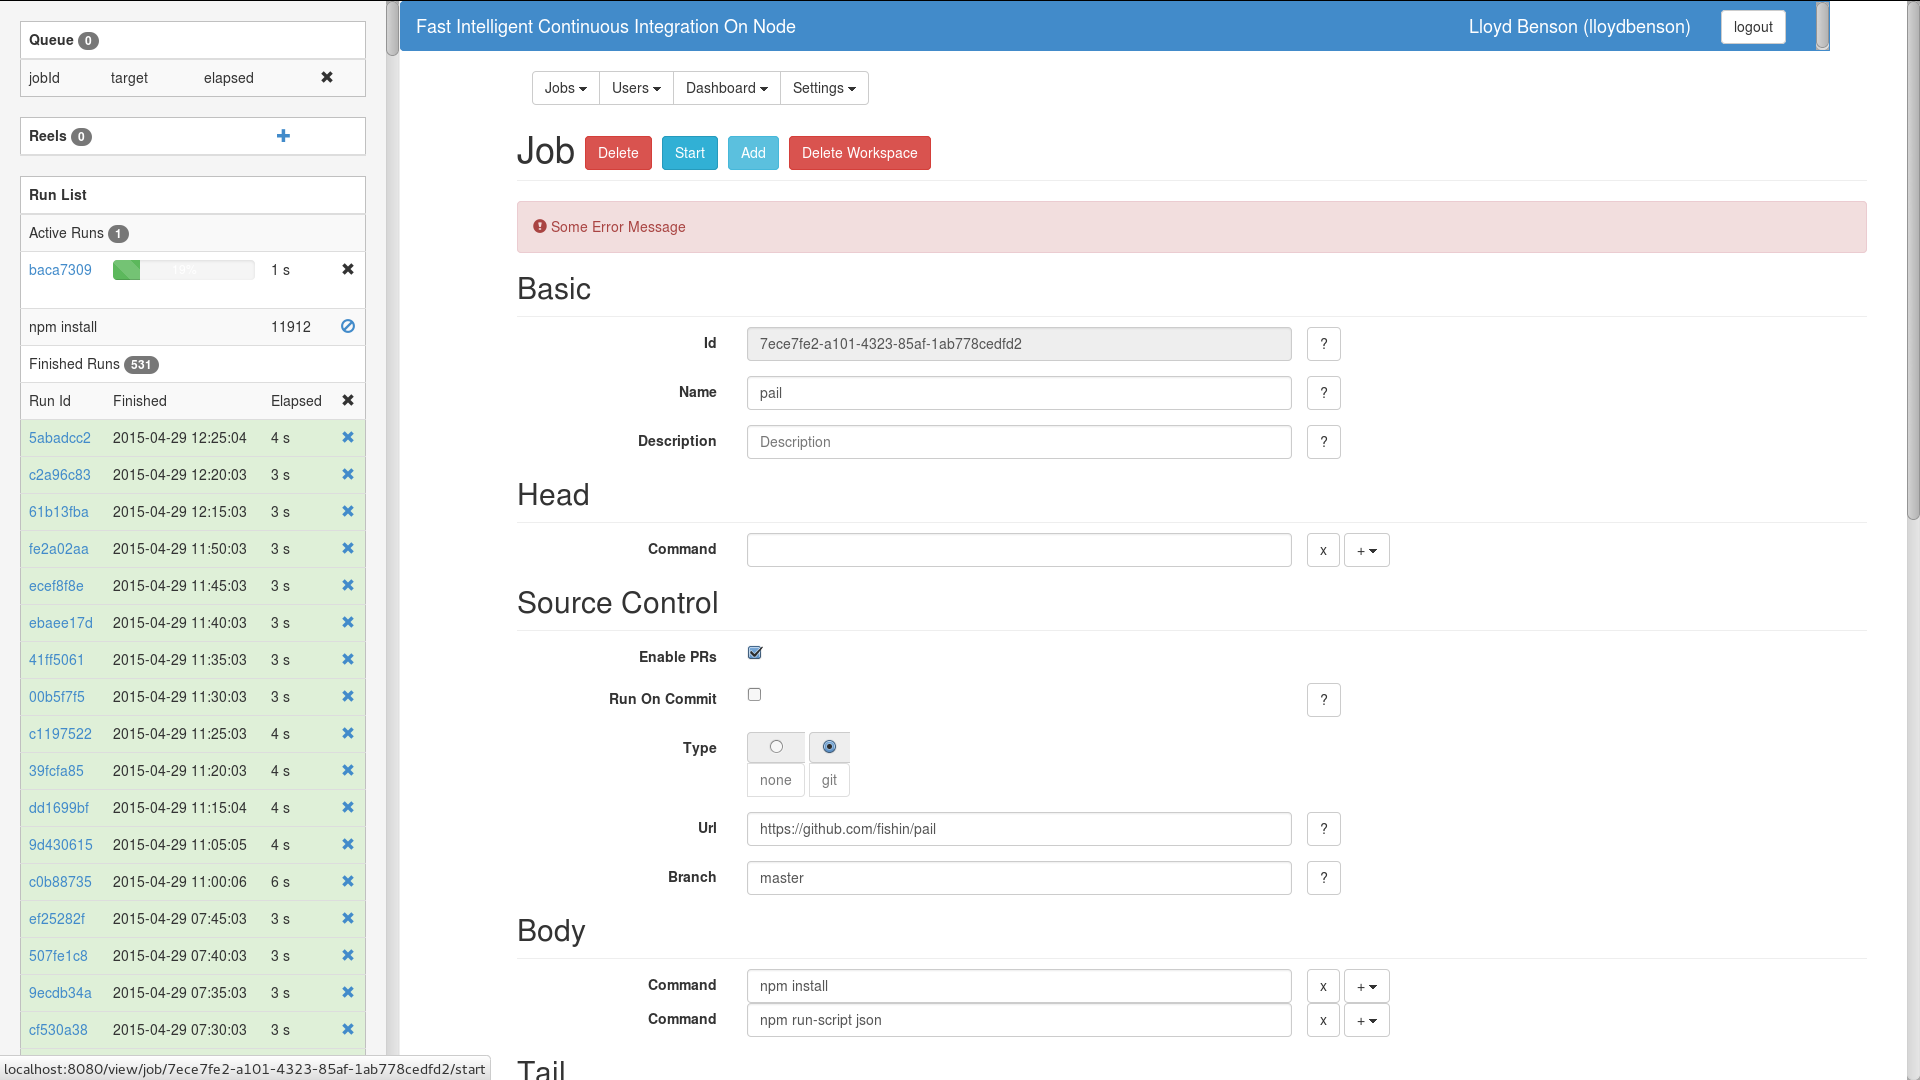 Queue 0
jobId target elapsed
Reels 0
Run List
Active Runs 1
baca7309 19% 1 s
npm install 11912
Finished Runs 531
Run Id Finished Elapsed
5abadcc2 2015-04-29 12:25:04 4 s
c2a96c83 2015-04-29 12:20:03 3 s
61b13fba 2015-04-29 12:15:03 3 s
fe2a02aa 2015-04-29 11:50:03 3 s
ecef8f8e 2015-04-29 11:45:03 3 s
ebaee17d 2015-04-29 11:40:03 3 s
41ff5061 2015-04-29 11:35:03 3 s
00b5f7f5 2015-04-29 11:30:03 3 s
c1197522 2015-04-29 11:25:03 4 s
39fcfa85 2015-04-29 11:20:03 4 s
dd1699bf 2015-04-29 11:15:04 4 s
9d430615 2015-04-29 11:05:05 4 s
c0b88735 2015-04-29 11:00:06 6 s
ef25282f 2015-04-29 07:45:03 3 s
507fe1c8 2015-04-29 07:40:03 3 s
9ecdb34a 2015-04-29 07:35:03 3 s
cf530a38 2015-04-29 07:30:03 3 s
localhost:8080/view/job/7ece7fe2-a101-4323-85af-1ab778cedfd2/start
Fast Intelligent Continuous Integration On Node Lloyd Benson (lloydbenson) logout
Jobs Users Dashboard Settings
Job Delete Start Add Delete Workspace
Some Error Message
Basic
Id 7ece7fe2-a101-4323-85af-1ab778cedfd2 ?
Name pail ?
Description Description ?
Head
Command x +
Source Control
Enable PRs
Run On Commit ?
Type
none git
Url https://github.com/fishin/pail ?
Branch master ?
Body
Command npm install x +
Command npm run-script json x +
Tail